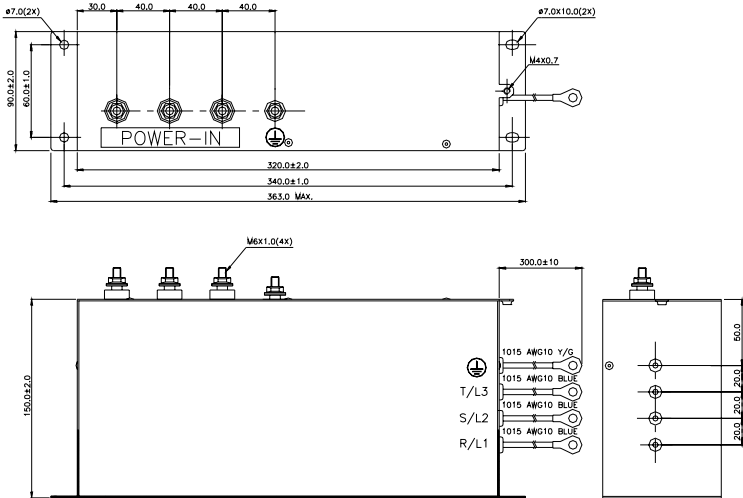 ø7.0(2X)
30.0
40.0
40.0
40.0
ø7.0X10.0(2X)
M4X0.7
90.0±2.0
60.0±1.0
POWER-IN
320.0±2.0
340.0±1.0
363.0 MAX.
M6X1.0(4X)
300.0±10
150.0±2.0
1015 AWG10 Y/G
T/L3
1015 AWG10 BLUE
S/L2
1015 AWG10 BLUE
R/L1
1015 AWG10 BLUE
50.0
20.0
20.0
20.0